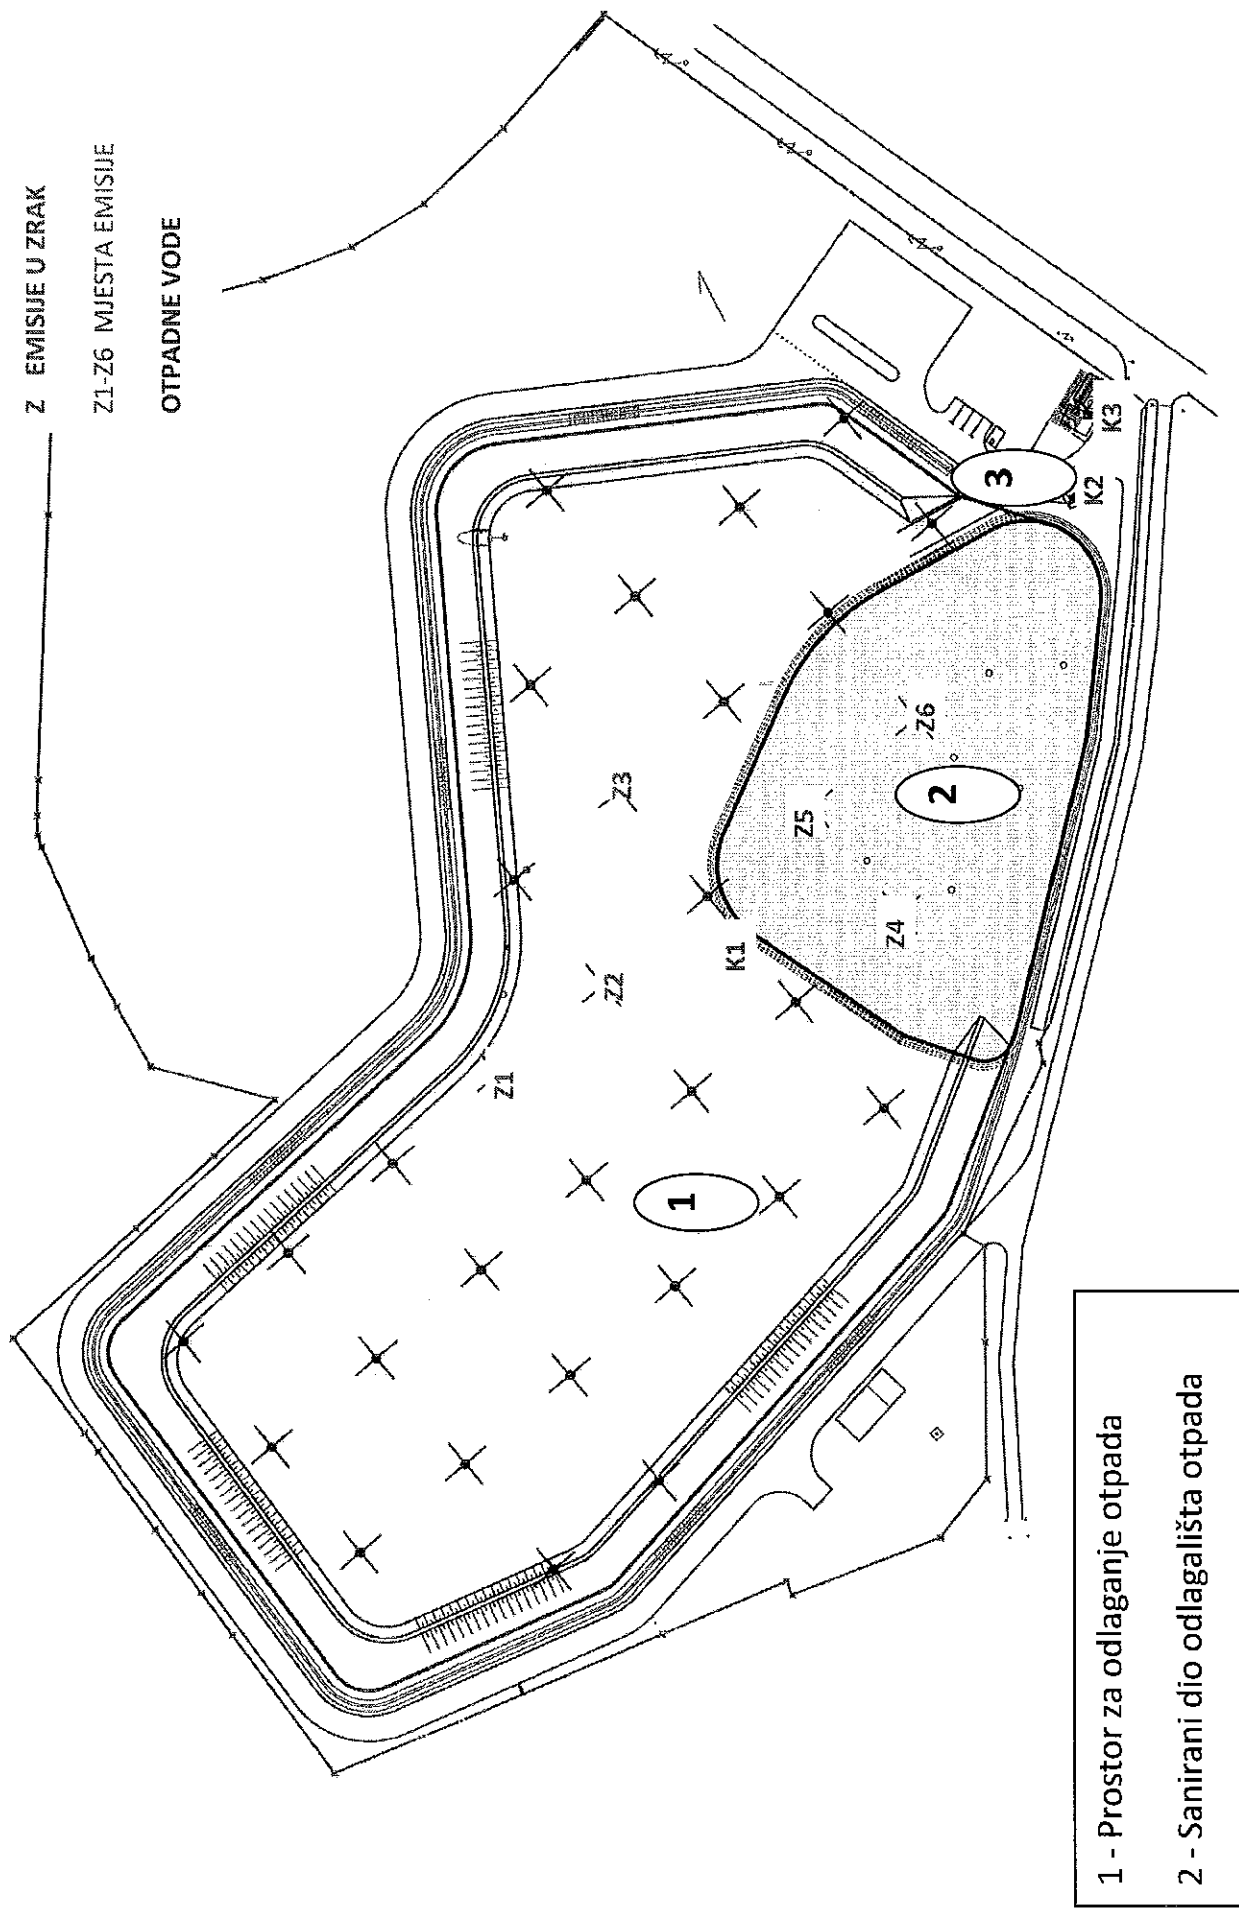 Z EMISIJE U ZRAK
Z1-Z6 MJESTA EMISIJE
OTPADNE VODE
Z1
Z2
Z3
K1
Z4
Z5
Z6
K2
K3
1
2
3
1 - Prostor za odlaganje otpada
2 - Sanirani dio odlagališta otpada